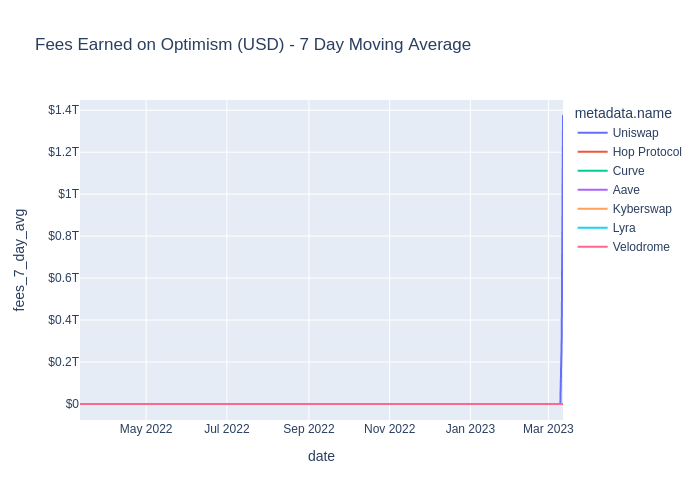 Fees Earned on Optimism (USD) - 7 Day Moving Average
metadata.name
Uniswap
Hop Protocol
Curve
Aave
Kyberswap
Lyra
Velodrome
fees_7_day_avg
$1.4T
$1.2T
$1T
$0.8T
$0.6T
$0.4T
$0.2T
$0
May 2022
Jul 2022
Sep 2022
Nov 2022
Jan 2023
Mar 2023
date